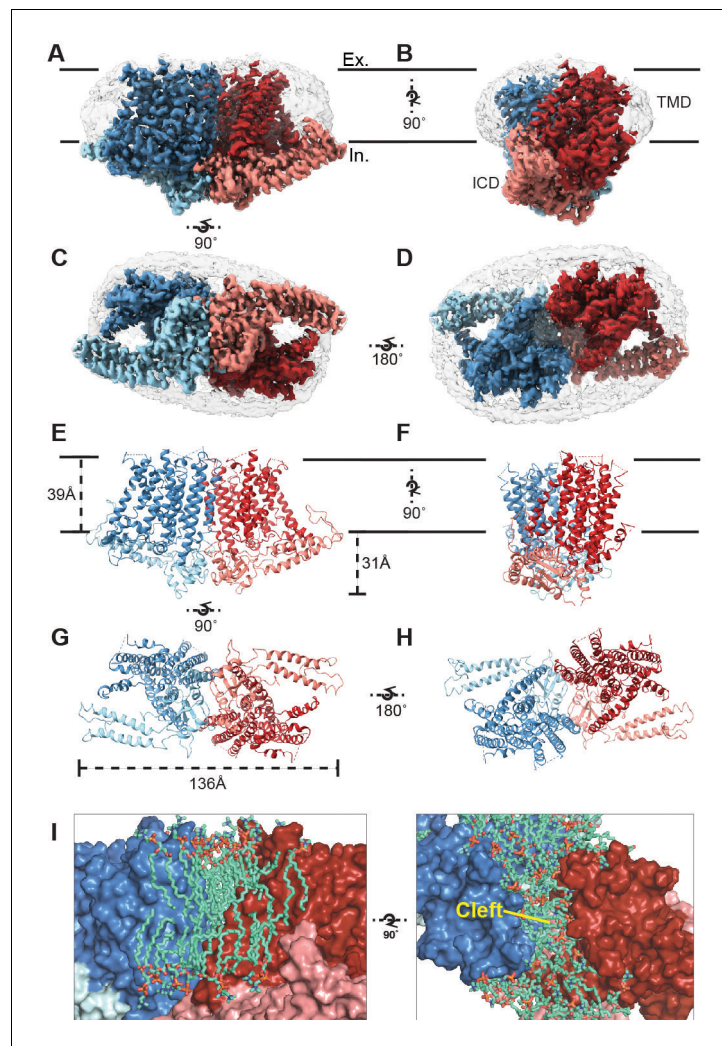 A
Ex.
B
90°
TMD
In.
ICD
90°
C
D
180°
E
F
39Å
90°
31Å
90°
G
H
180°
136Å
I
Cleft
90°